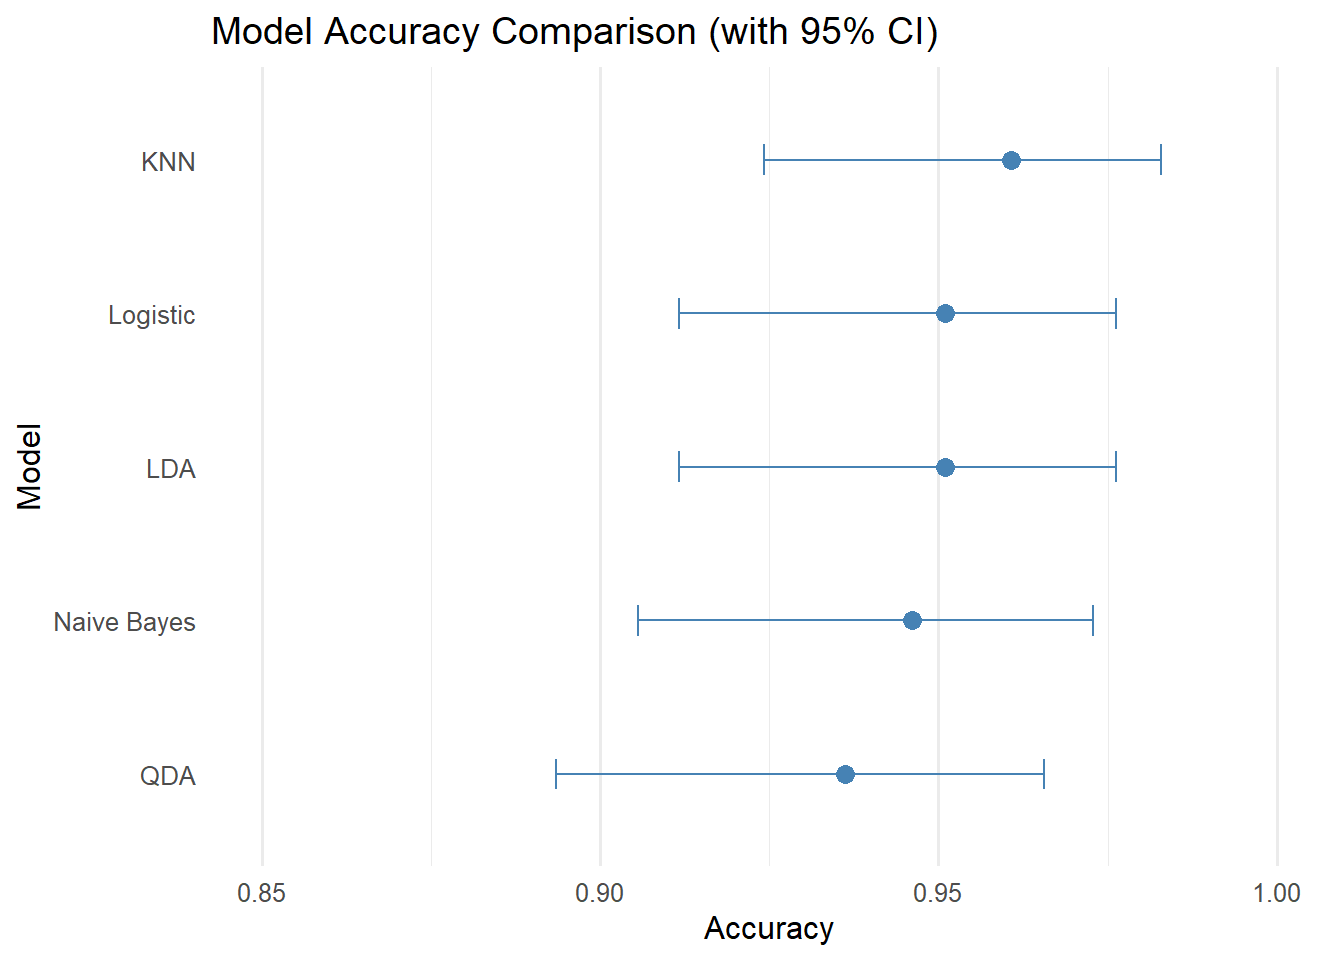 Model Accuracy Comparison (with 95% CI)
KNN
Logistic
LDA
Naive Bayes
QDA
Model
0.85 0.90 0.95 1.00
Accuracy